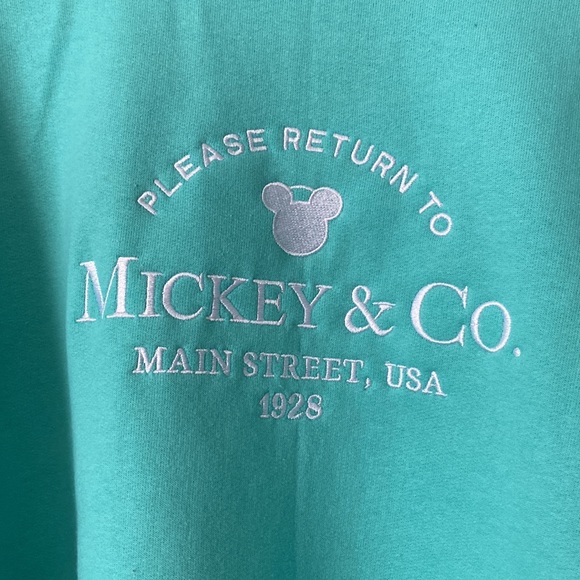 PLEASE RETURN TO
MICKEY & CO.
MAIN STREET, USA
1928